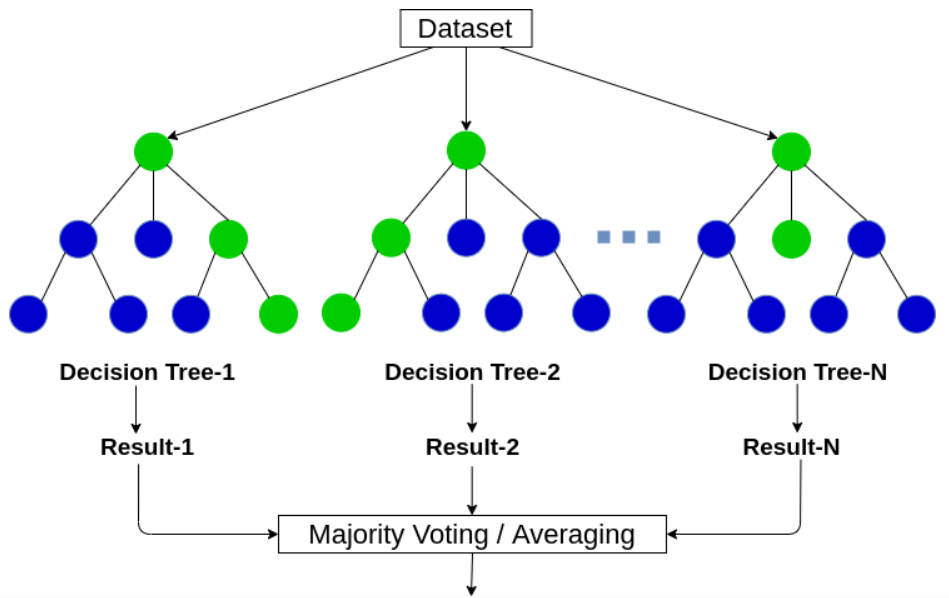 Dataset
Decision Tree-1
Decision Tree-2
Decision Tree-N
Result-1
Result-2
Result-N
Majority Voting / Averaging